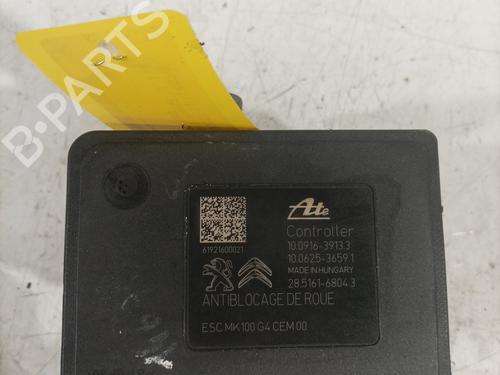 B-PARTS
Ate
Controller
10.0916-3913.3
10.0625-3659.1
MADE IN HUNGARY
28.5161-6804.3
61921600021
ANTIBLOCAGE DE ROUE
ESC MK100 G4 CEM 00